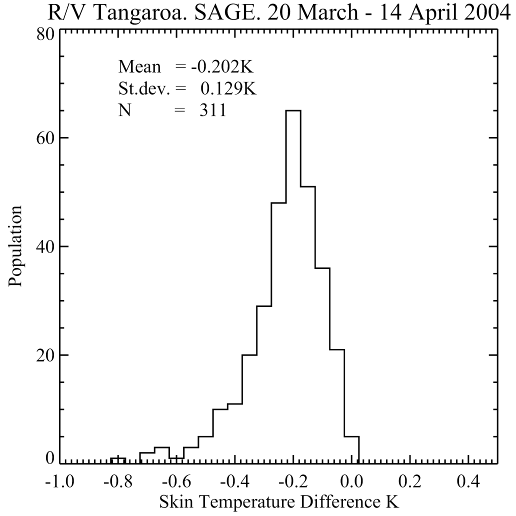 R/V Tangaroa. SAGE. 20 March - 14 April 2004
80
60
40
20
0
Mean = -0.202K
St.dev. = 0.129K
N = 311
Population
-1.0 -0.8 -0.6 -0.4 -0.2 0.0 0.2 0.4
Skin Temperature Difference K